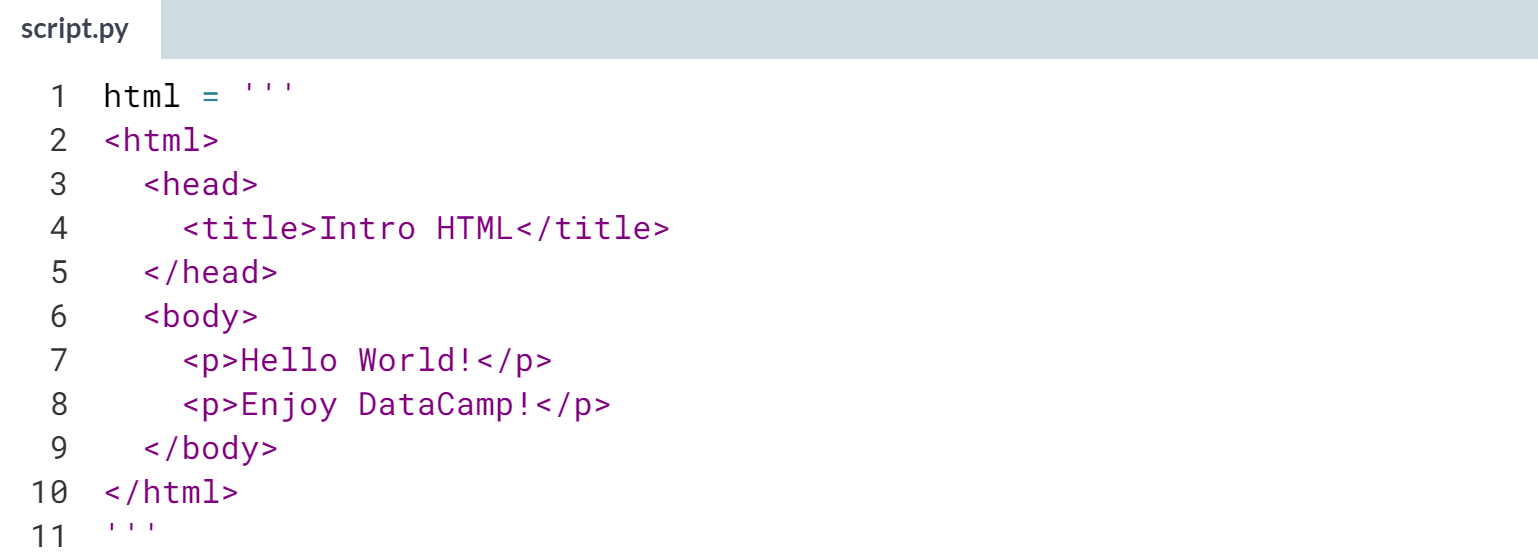 script.py
1 html = '''
2 <html>
3   <head>
4     <title>Intro HTML</title>
5   </head>
6   <body>
7     <p>Hello World!</p>
8     <p>Enjoy DataCamp!</p>
9   </body>
10 </html>
11 '''